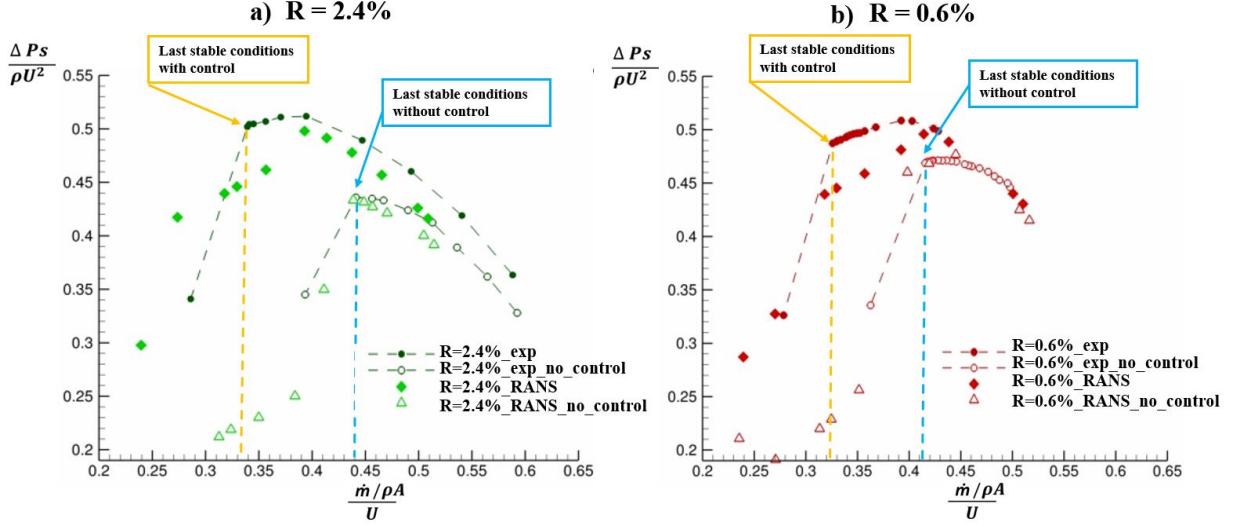 a) R = 2.4%
Δ Ps
ρU²
Last stable conditions
with control
Last stable conditions
without control
0.55
0.5
0.45
0.4
0.35
0.3
0.25
0.2
R=2.4%_exp
R=2.4%_exp_no_control
R=2.4%_RANS
R=2.4%_RANS_no_control
0.2 0.25 0.3 0.35 0.4 0.45 0.5 0.55 0.6 0.65
ṁ/ρA
U
b) R = 0.6%
Δ Ps
ρU²
Last stable conditions
with control
Last stable conditions
without control
0.55
0.5
0.45
0.4
0.35
0.3
0.25
0.2
R=0.6%_exp
R=0.6%_exp_no_control
R=0.6%_RANS
R=0.6%_RANS_no_control
0.2 0.25 0.3 0.35 0.4 0.45 0.5 0.55 0.6 0.65
ṁ/ρA
U